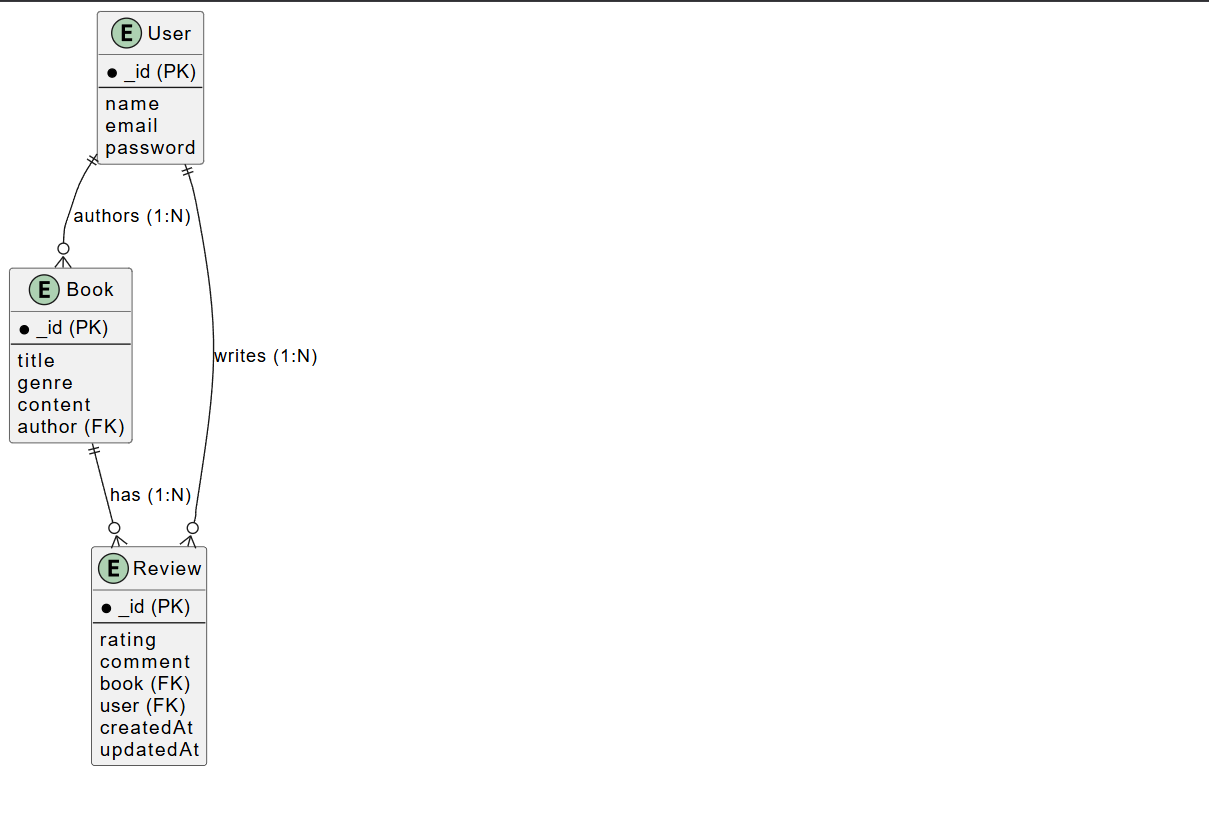 E User
_id (PK)
name
email
password
authors (1:N)
E Book
_id (PK)
title
genre
content
author (FK)
writes (1:N)
has (1:N)
E Review
_id (PK)
rating
comment
book (FK)
user (FK)
createdAt
updatedAt